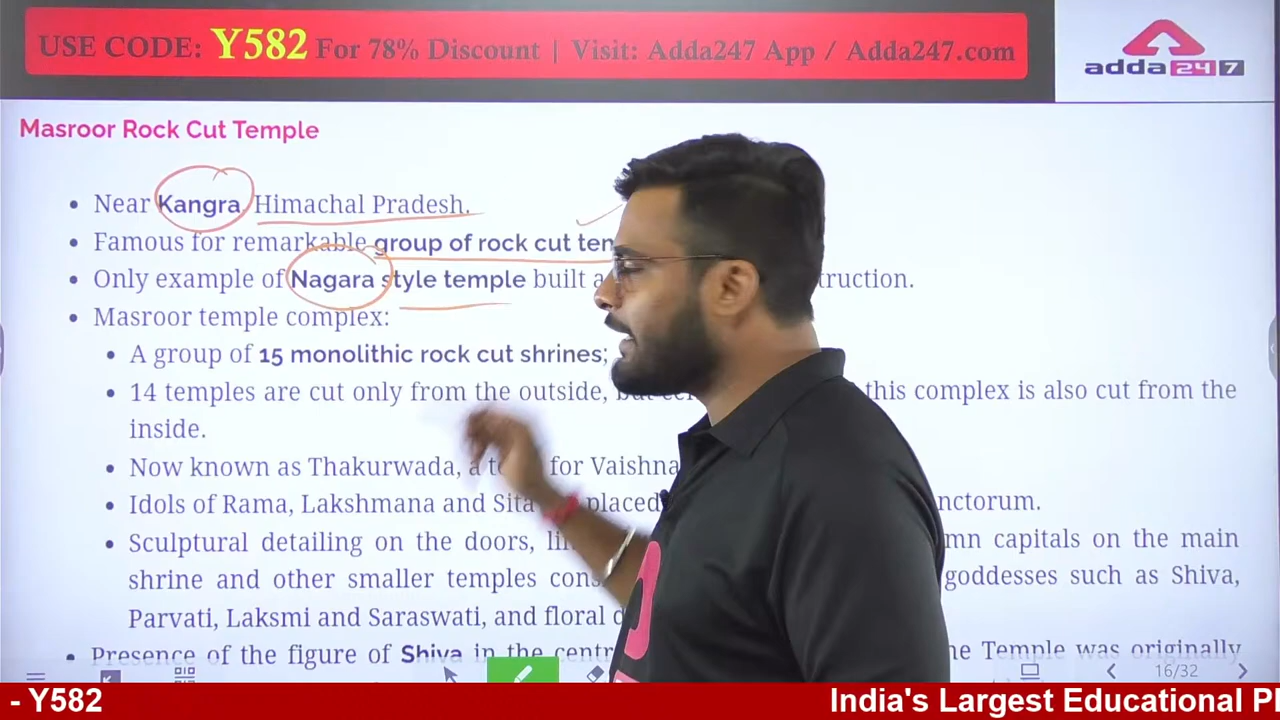 USE CODE: Y582 For 78% Discount | Visit: Adda247 App / Adda247.com
adda 247
Masroor Rock Cut Temple
• Near Kangra, Himachal Pradesh.
• Famous for remarkable group of rock cut
• Only example of Nagara style temple built
• Masroor temple complex:
• A group of 15 monolithic rock cut shrines;
• 14 temples are cut only from the outside, this complex is also cut from the
inside.
• Now known as Thakurwada, a for
• Idols of Rama, Lakshmana and Sita placed
• Sculptural detailing on the doors, capitals on the main
shrine and other smaller temples goddesses such as Shiva,
Parvati, Laksmi and Saraswati, and floral
• Presence of the figure of Shiva in the Temple was originally
16/32
- Y582 India's Largest Educational